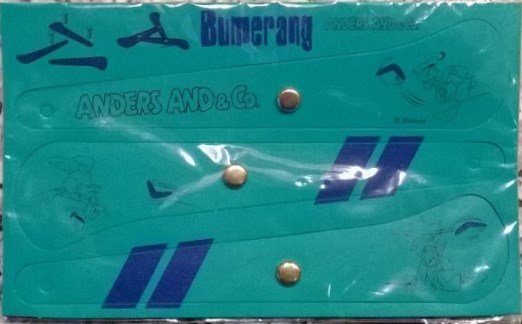 Bumerang
ANDERS AND & CO.
ANDERS AND & Co.
© Disney